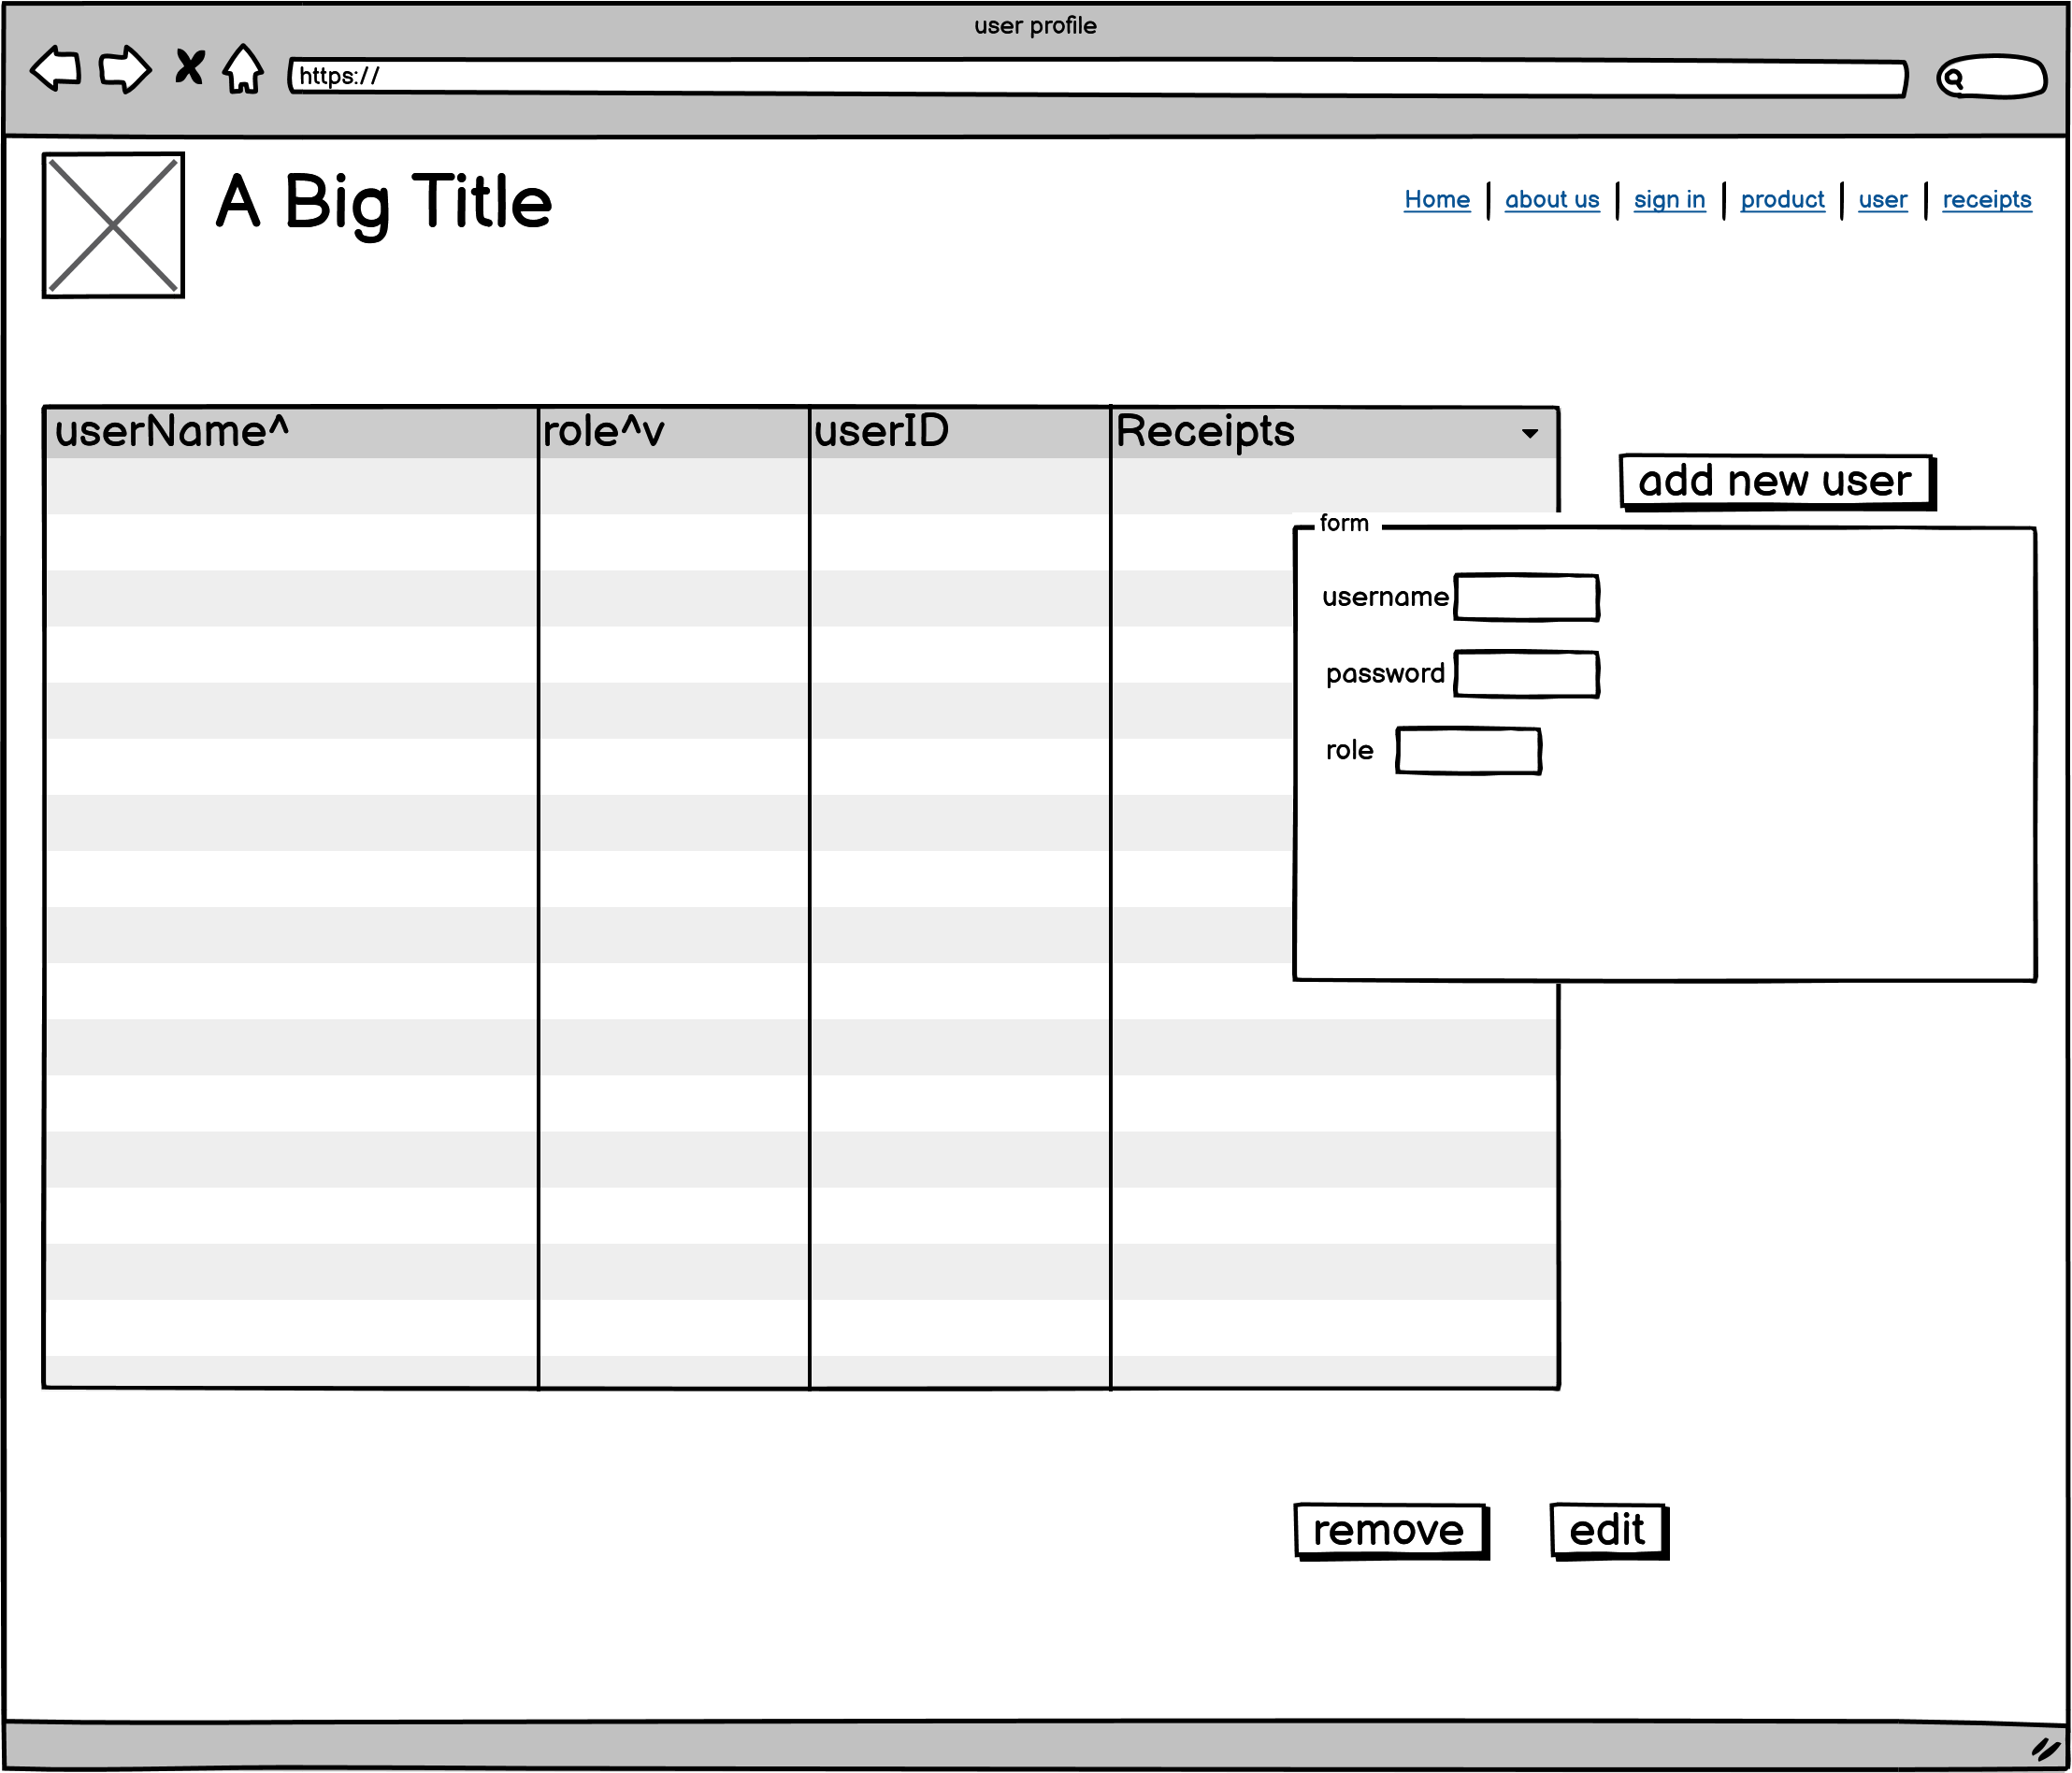 user profile
https://
A Big Title
Home about us sign in product user receipts
userName^ role^v userID Receipts
add new user
form
username
password
role
remove edit